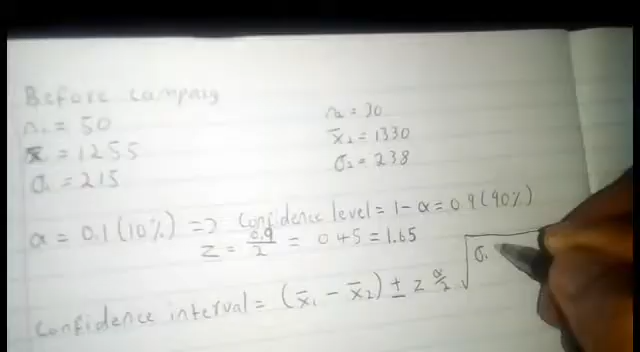 Before campaig
n₁ = 50
x̄ = 1255
σ₁ = 215
n₂ = 30
x̄₂ = 1330
σ₂ = 238
α = 0.1 (10%) => Confidence level = 1 - α = 0.9 (90%)
z = 0.9/2 = 0.45 = 1.65
Confidence interval = (x̄₁ - x̄₂) ± z α/2 √σ₁